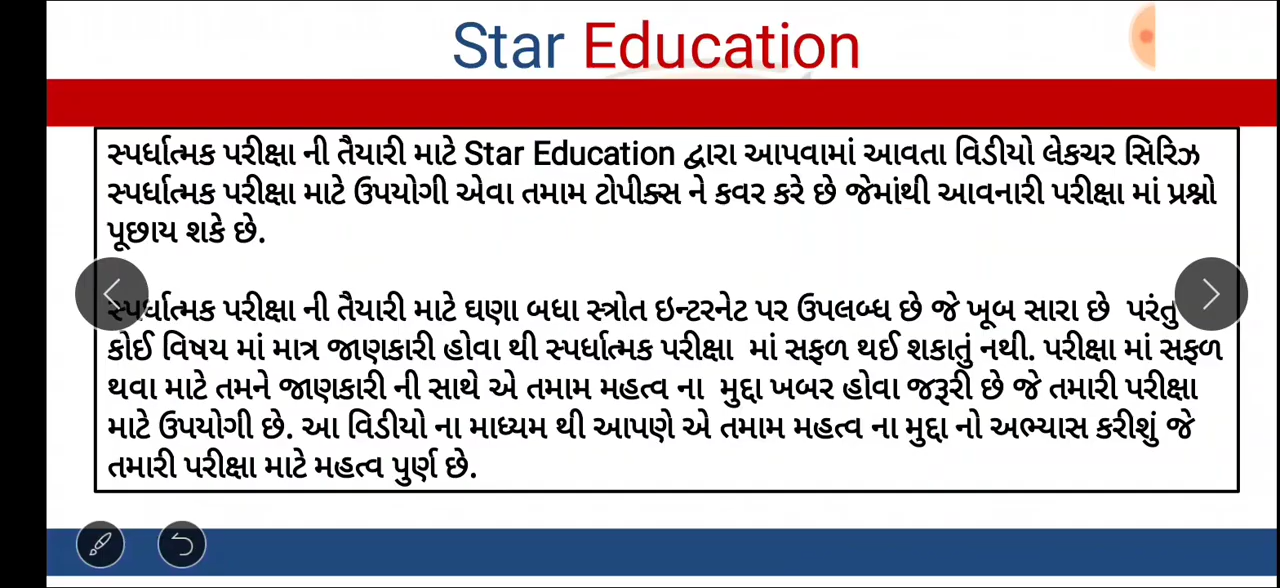 Star Education
સ્પર્ધાત્મક પરીક્ષા ની તૈયારી માટે Star Education દ્વારા આપવામાં આવતા વિડીયો લેકચર સિરિઝ
સ્પર્ધાત્મક પરીક્ષા માટે ઉપયોગી એવા તમામ ટોપીક્સ ને કવર કરે છે જેમાંથી આવનારી પરીક્ષા માં પ્રશ્નો
પૂછાય શકે છે.
સ્પર્ધાત્મક પરીક્ષા ની તૈયારી માટે ઘણા બધા સ્ત્રોત ઇન્ટરનેટ પર ઉપલબ્ધ છે જે ખૂબ સારા છે પરંતુ
કોઈ વિષય માં માત્ર જાણકારી હોવા થી સ્પર્ધાત્મક પરીક્ષા માં સફળ થઈ શકાતું નથી. પરીક્ષા માં સફળ
થવા માટે તમને જાણકારી ની સાથે એ તમામ મહત્વ ના મુદ્દા ખબર હોવા જરૂરી છે જે તમારી પરીક્ષા
માટે ઉપયોગી છે. આ વિડીયો ના માધ્યમ થી આપણે એ તમામ મહત્વ ના મુદ્દા નો અભ્યાસ કરીશું જે
તમારી પરીક્ષા માટે મહત્વ પુર્ણ છે.